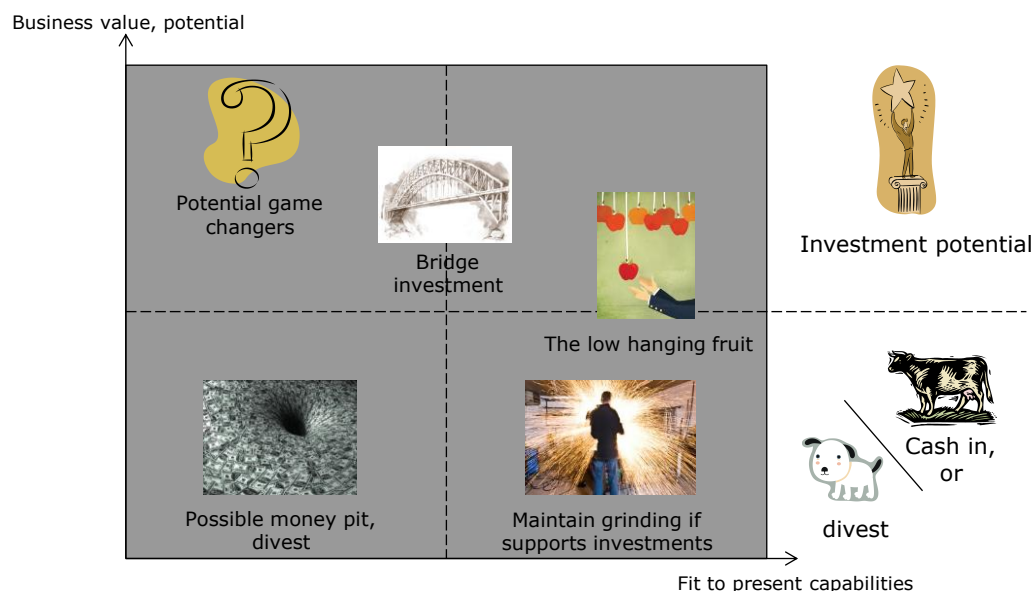 Business value, potential
Potential game
changers
Bridge
investment
Investment potential
The low hanging fruit
Cash in,
or
divest
Possible money pit,
divest
Maintain grinding if
supports investments
Fit to present capabilities